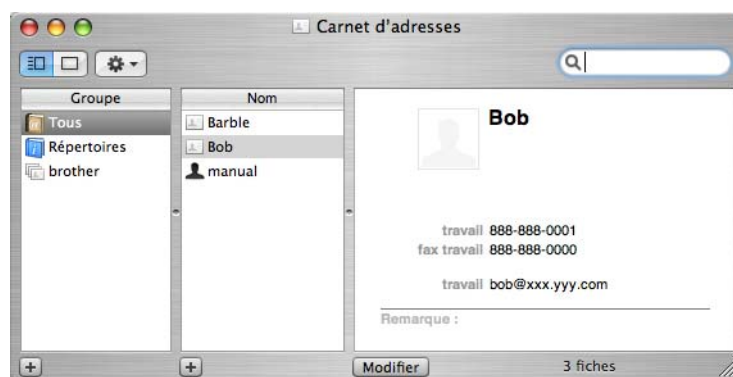 Carnet d'adresses
Groupe
Tous
Répertoires
brother
Nom
Barble
Bob
manual
Bob
travail 888-888-0001
fax travail 888-888-0000
travail bob@xxx.yyy.com
Remarque :
Modifier
3 fiches